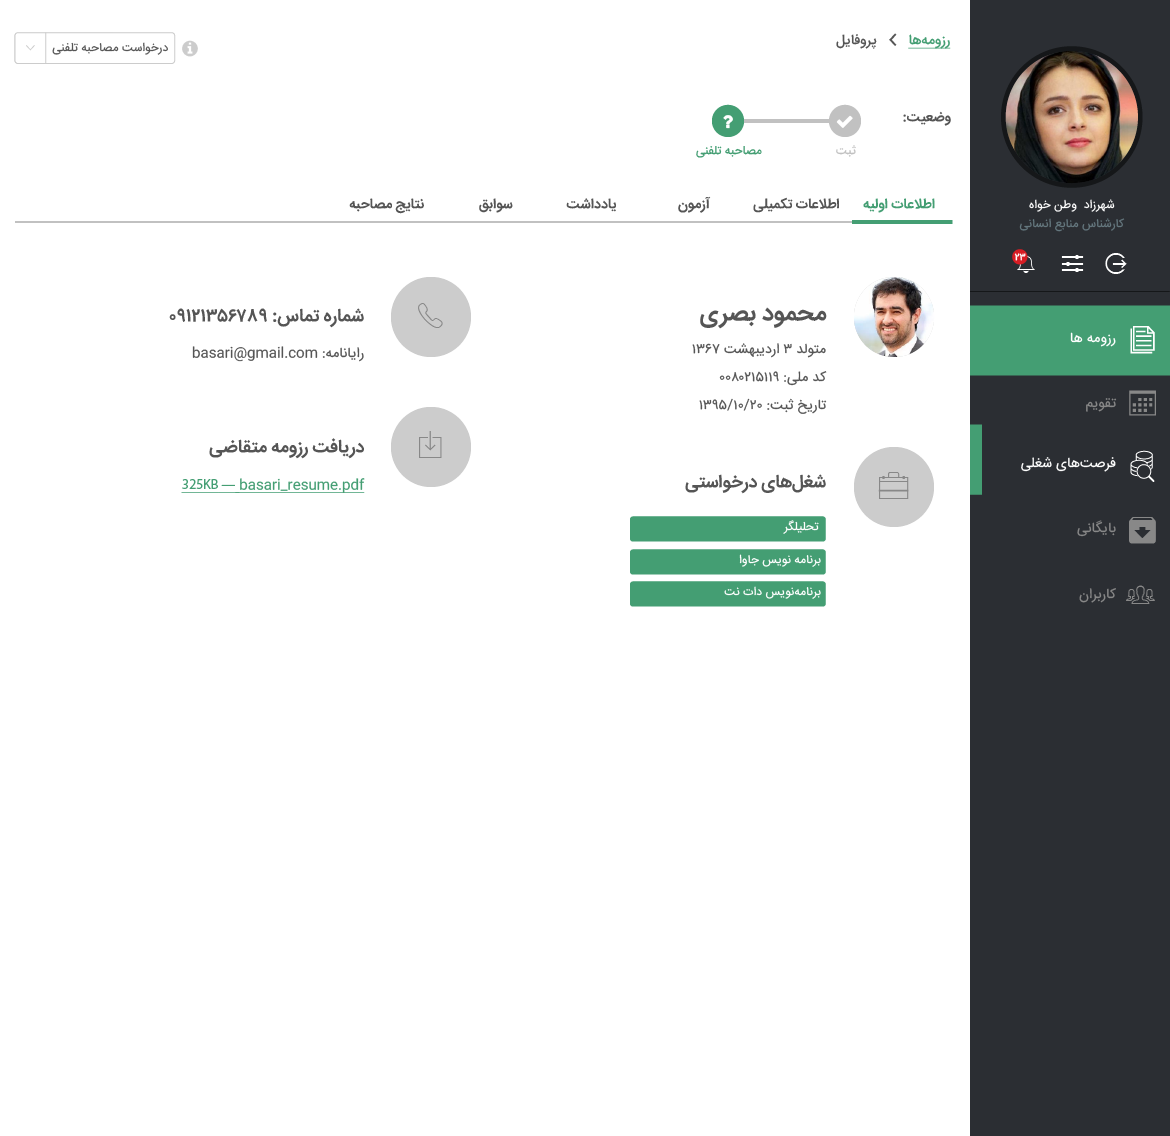 شهرزاد وطن خواه
کارشناس منابع انسانی
۲۳
رزومه ها
تقویم
فرصت‌های شغلی
بایگانی
کاربران
رزومه‌ها
پروفایل
درخواست مصاحبه تلفنی
وضعیت:
ثبت
?
مصاحبه تلفنی
اطلاعات اولیه
اطلاعات تکمیلی
آزمون
یادداشت
سوابق
نتایج مصاحبه
محمود بصری
متولد ۳ اردیبهشت ۱۳۶۷
کد ملی: ۰۰۸۰۲۱۵۱۱۹
تاریخ ثبت: ۱۳۹۵/۱۰/۲۰
شغل‌های درخواستی
تحلیلگر
برنامه نویس جاوا
برنامه‌نویس دات نت
شماره تماس: ۰۹۱۲۱۳۵۶۷۸۹
رایانامه: basari@gmail.com
دریافت رزومه متقاضی
325KB — basari_resume.pdf